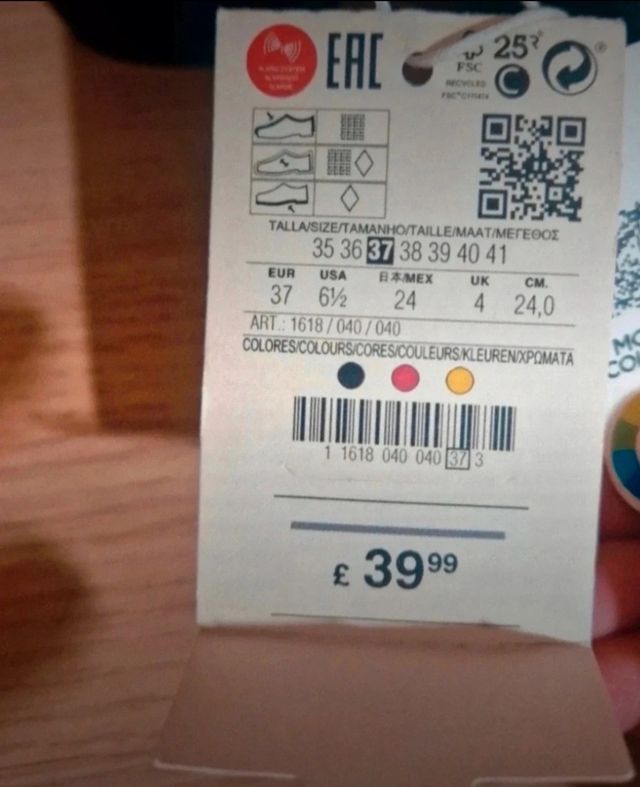 EAC
25
FSC
RECYCLED
TALLA/SIZE/TAMANHO/TAILLE/MAAT/ΜΕΓΕΘΟΣ
35 36 37 38 39 40 41
EUR USA 日本/MEX UK CM.
37 6½ 24 4 24,0
ART.: 1618 / 040 / 040
COLORES/COLOURS/CORES/COULEURS/KLEUREN/ΧΡΩΜΑΤΑ
1 1618 040 040 37 3
£ 39⁹⁹